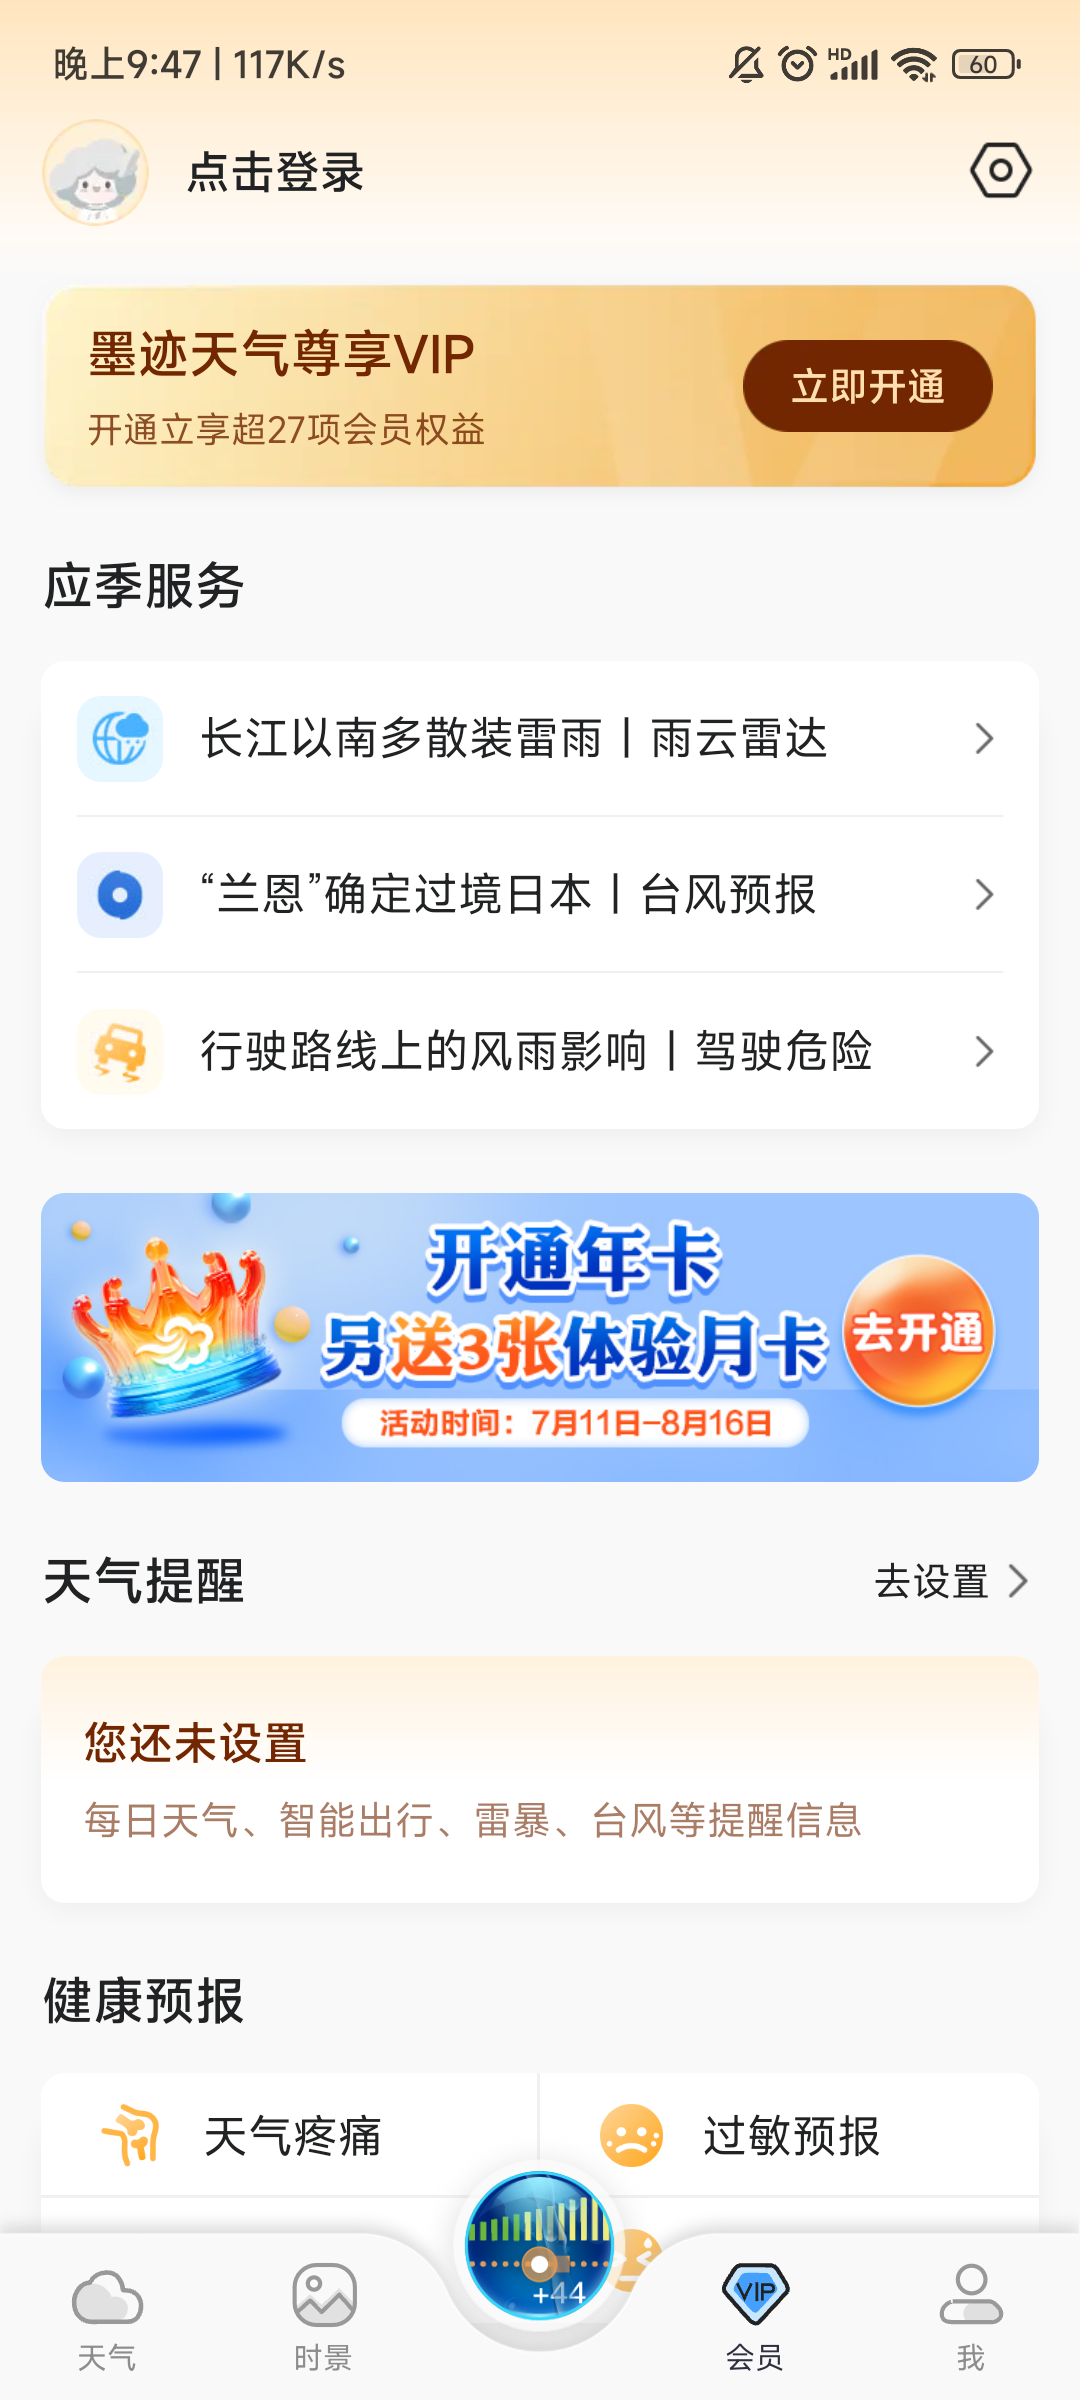 晚上9:47 | 117K/s
HD
60
点击登录
墨迹天气尊享VIP
开通立享超27项会员权益
立即开通
应季服务
长江以南多散装雷雨丨雨云雷达
“兰恩”确定过境日本丨台风预报
行驶路线上的风雨影响丨驾驶危险
开通年卡
另送3张体验月卡
去开通
活动时间：7月11日-8月16日
天气提醒
去设置
您还未设置
每日天气、智能出行、雷暴、台风等提醒信息
健康预报
天气疼痛
过敏预报
+44
VIP
天气
时景
会员
我